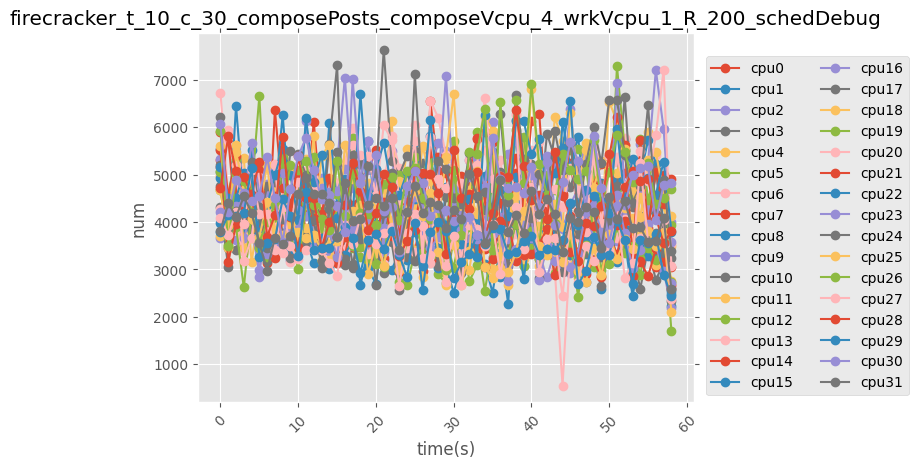 firecracker_t_10_c_30_composePosts_composeVcpu_4_wrkVcpu_1_R_200_schedDebug
7000
6000
5000
4000
3000
2000
1000
num
0
10
20
30
40
50
60
time(s)
cpu0
cpu1
cpu2
cpu3
cpu4
cpu5
cpu6
cpu7
cpu8
cpu9
cpu10
cpu11
cpu12
cpu13
cpu14
cpu15
cpu16
cpu17
cpu18
cpu19
cpu20
cpu21
cpu22
cpu23
cpu24
cpu25
cpu26
cpu27
cpu28
cpu29
cpu30
cpu31